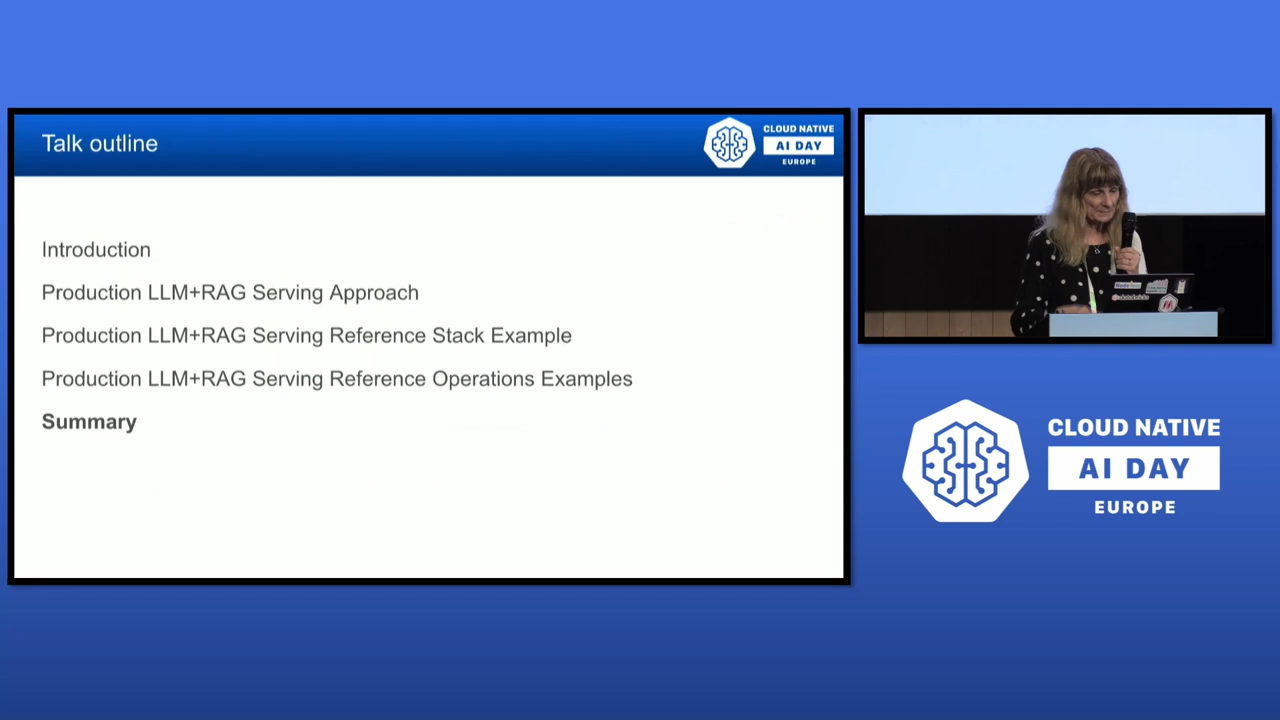 Talk outline
CLOUD NATIVE
AI DAY
EUROPE
Introduction
Production LLM+RAG Serving Approach
Production LLM+RAG Serving Reference Stack Example
Production LLM+RAG Serving Reference Operations Examples
Summary
CLOUD NATIVE
AI DAY
EUROPE